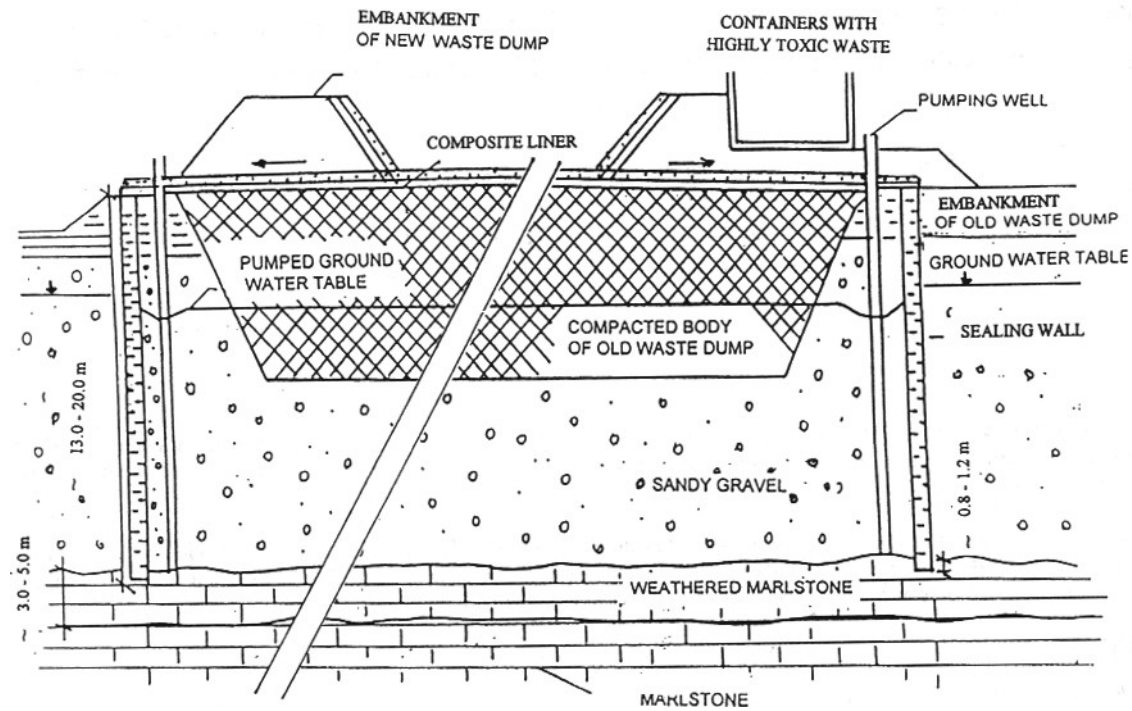 EMBANKMENT
OF NEW WASTE DUMP
CONTAINERS WITH
HIGHLY TOXIC WASTE
PUMPING WELL
COMPOSITE LINER
EMBANKMENT
OF OLD WASTE DUMP
PUMPED GROUND
WATER TABLE
GROUND WATER TABLE
COMPACTED BODY
OF OLD WASTE DUMP
SEALING WALL
~ 13.0 - 20.0 m
SANDY GRAVEL
~ 0.8 - 1.2 m
~ 3.0 - 5.0 m
WEATHERED MARLSTONE
MARLSTONE